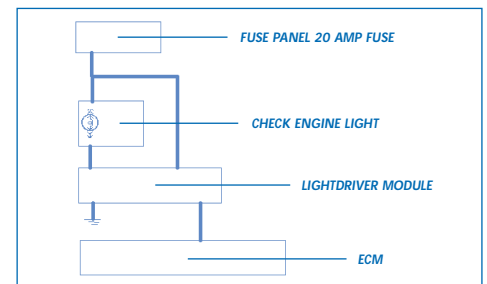 FUSE PANEL 20 AMP FUSE
CHECK ENGINE LIGHT
LIGHTDRIVER MODULE
ECM